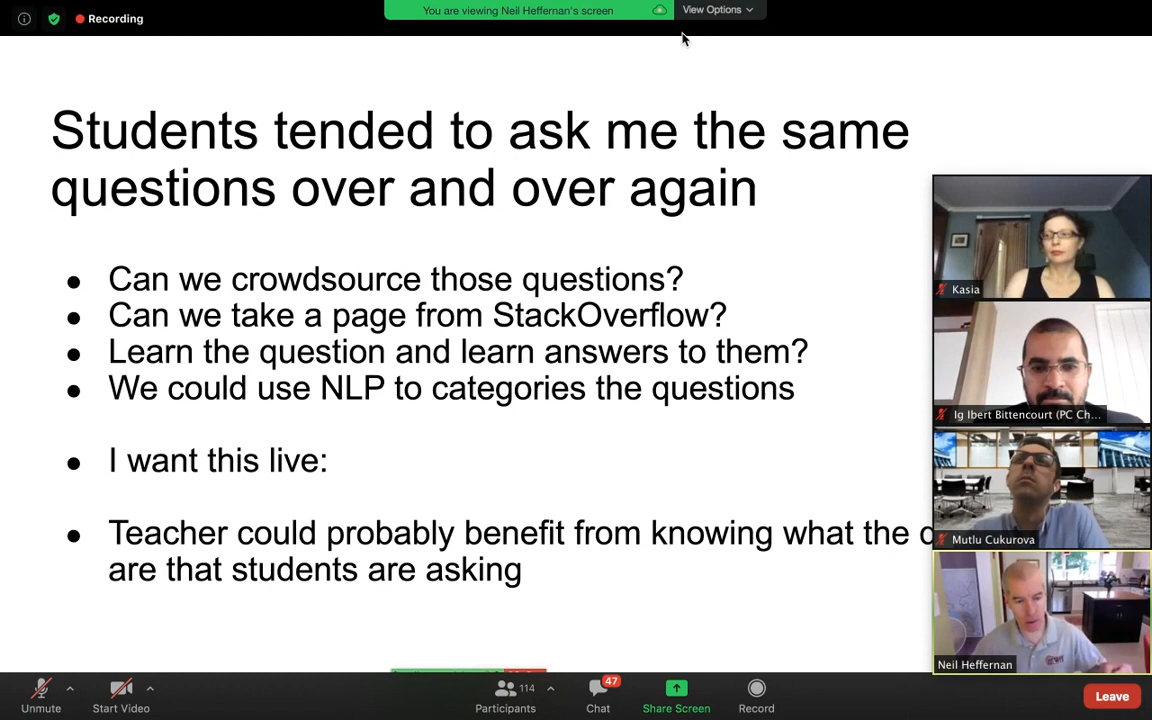 Recording
You are viewing Neil Heffernan's screen
View Options
Students tended to ask me the same
questions over and over again
Can we crowdsource those questions?
Can we take a page from StackOverflow?
Learn the question and learn answers to them?
We could use NLP to categories the questions
I want this live:
Teacher could probably benefit from knowing what the
are that students are asking
Kasia
Ig Ibert Bittencourt (PC Ch...
Mutlu Cukurova
Neil Heffernan
Unmute
Start Video
114
Participants
47
Chat
Share Screen
Record
Leave